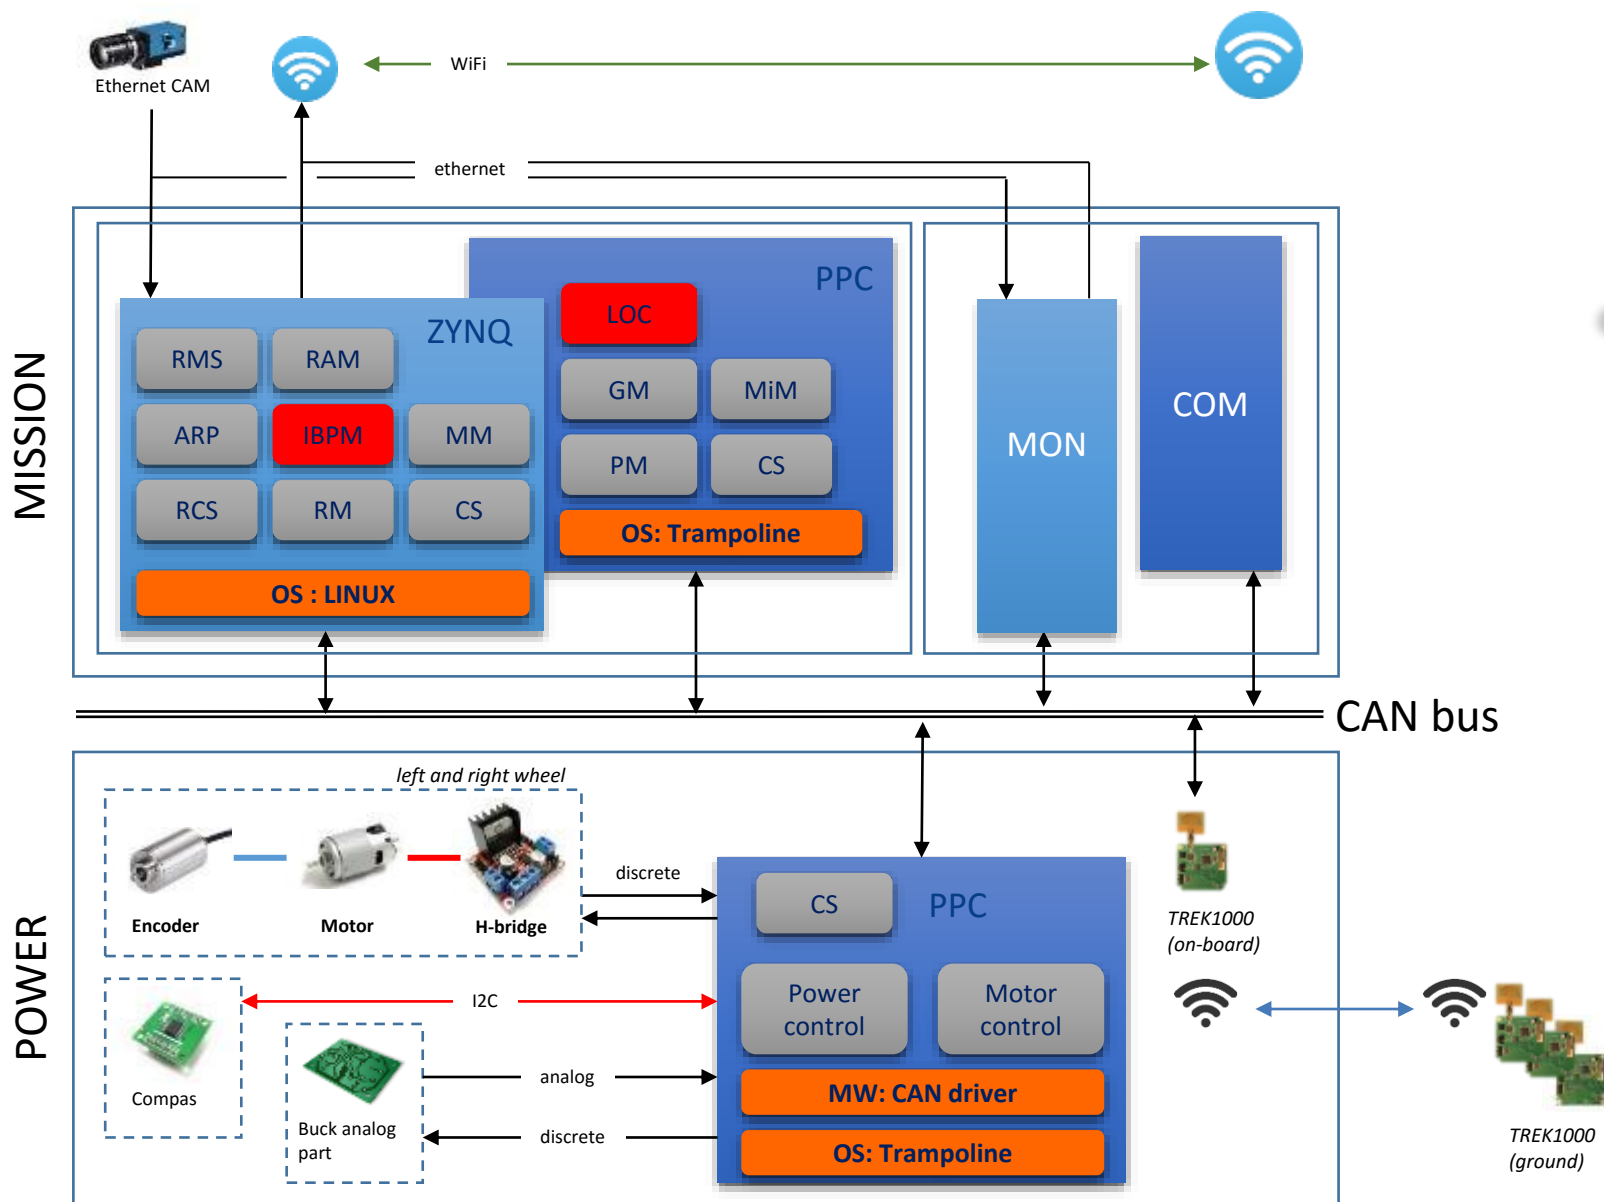 Ethernet CAM
WiFi
ethernet
MISSION
ZYNQ
RMS
RAM
ARP
IBPM
MM
RCS
RM
CS
OS : LINUX
PPC
LOC
GM
MiM
PM
CS
OS: Trampoline
MON
COM
CAN bus
POWER
left and right wheel
Encoder
Motor
H-bridge
discrete
I2C
Compas
Buck analog
part
analog
discrete
CS
PPC
Power
control
Motor
control
MW: CAN driver
OS: Trampoline
TREK1000
(on-board)
TREK1000
(ground)